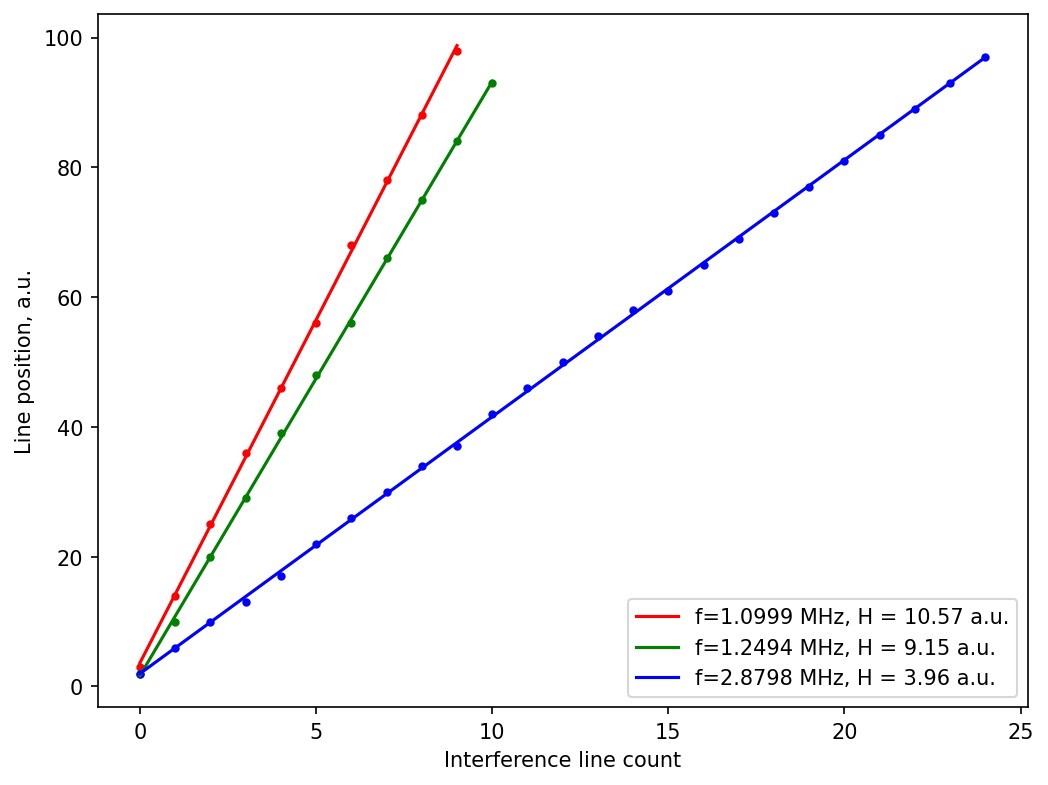 100
80
60
40
20
0
Line position, a.u.
f=1.0999 MHz, H = 10.57 a.u.
f=1.2494 MHz, H = 9.15 a.u.
f=2.8798 MHz, H = 3.96 a.u.
0 5 10 15 20 25
Interference line count